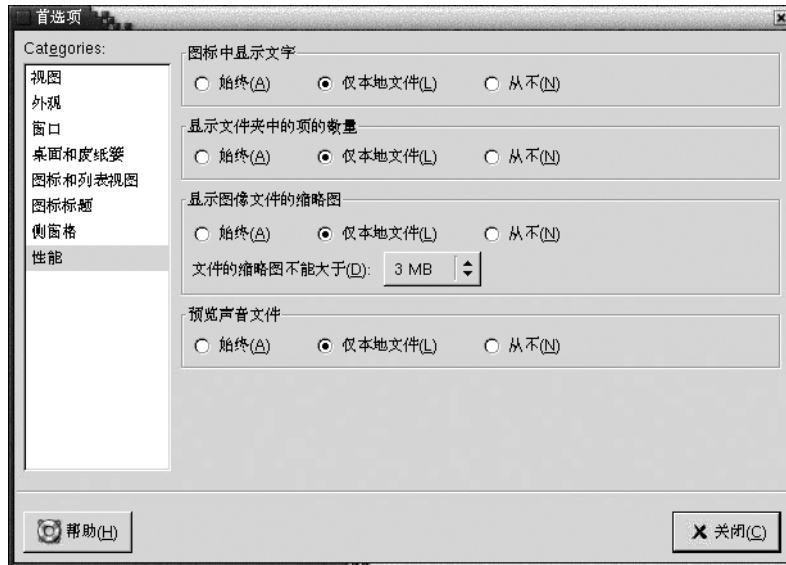 首选项
Categories:
视图
外观
窗口
桌面和废纸篓
图标和列表视图
图标标题
侧窗格
性能
图标中显示文字
始终(A) 仅本地文件(L) 从不(N)
显示文件夹中的项的数量
始终(A) 仅本地文件(L) 从不(N)
显示图像文件的缩略图
始终(A) 仅本地文件(L) 从不(N)
文件的缩略图不能大于(D): 3 MB
预览声音文件
始终(A) 仅本地文件(L) 从不(N)
帮助(H) 关闭(C)